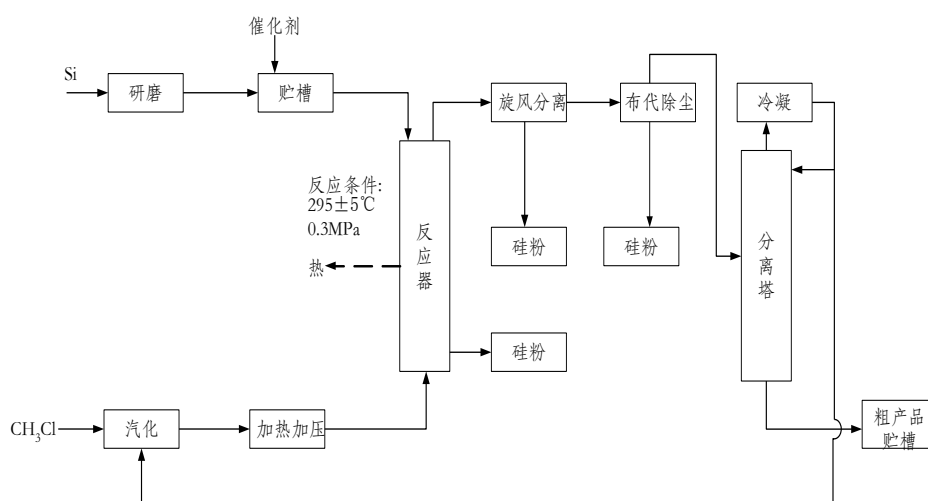 催化剂
Si
研磨
贮槽
旋风分离
布代除尘
冷凝
反应条件:
295±5℃
0.3MPa
热
反应器
硅粉
硅粉
分离塔
硅粉
CH₃Cl
汽化
加热加压
粗产品
贮槽